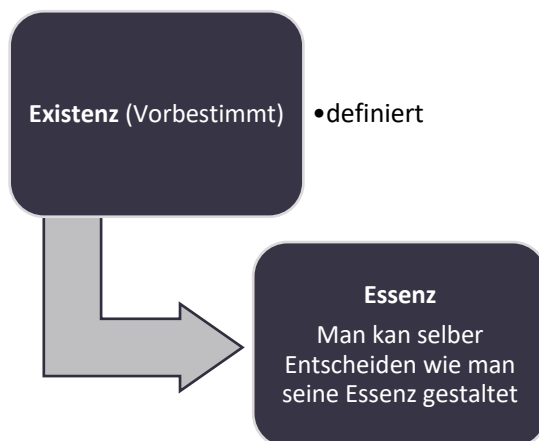 Existenz (Vorbestimmt)
•definiert
Essenz
Man kan selber
Entscheiden wie man
seine Essenz gestaltet